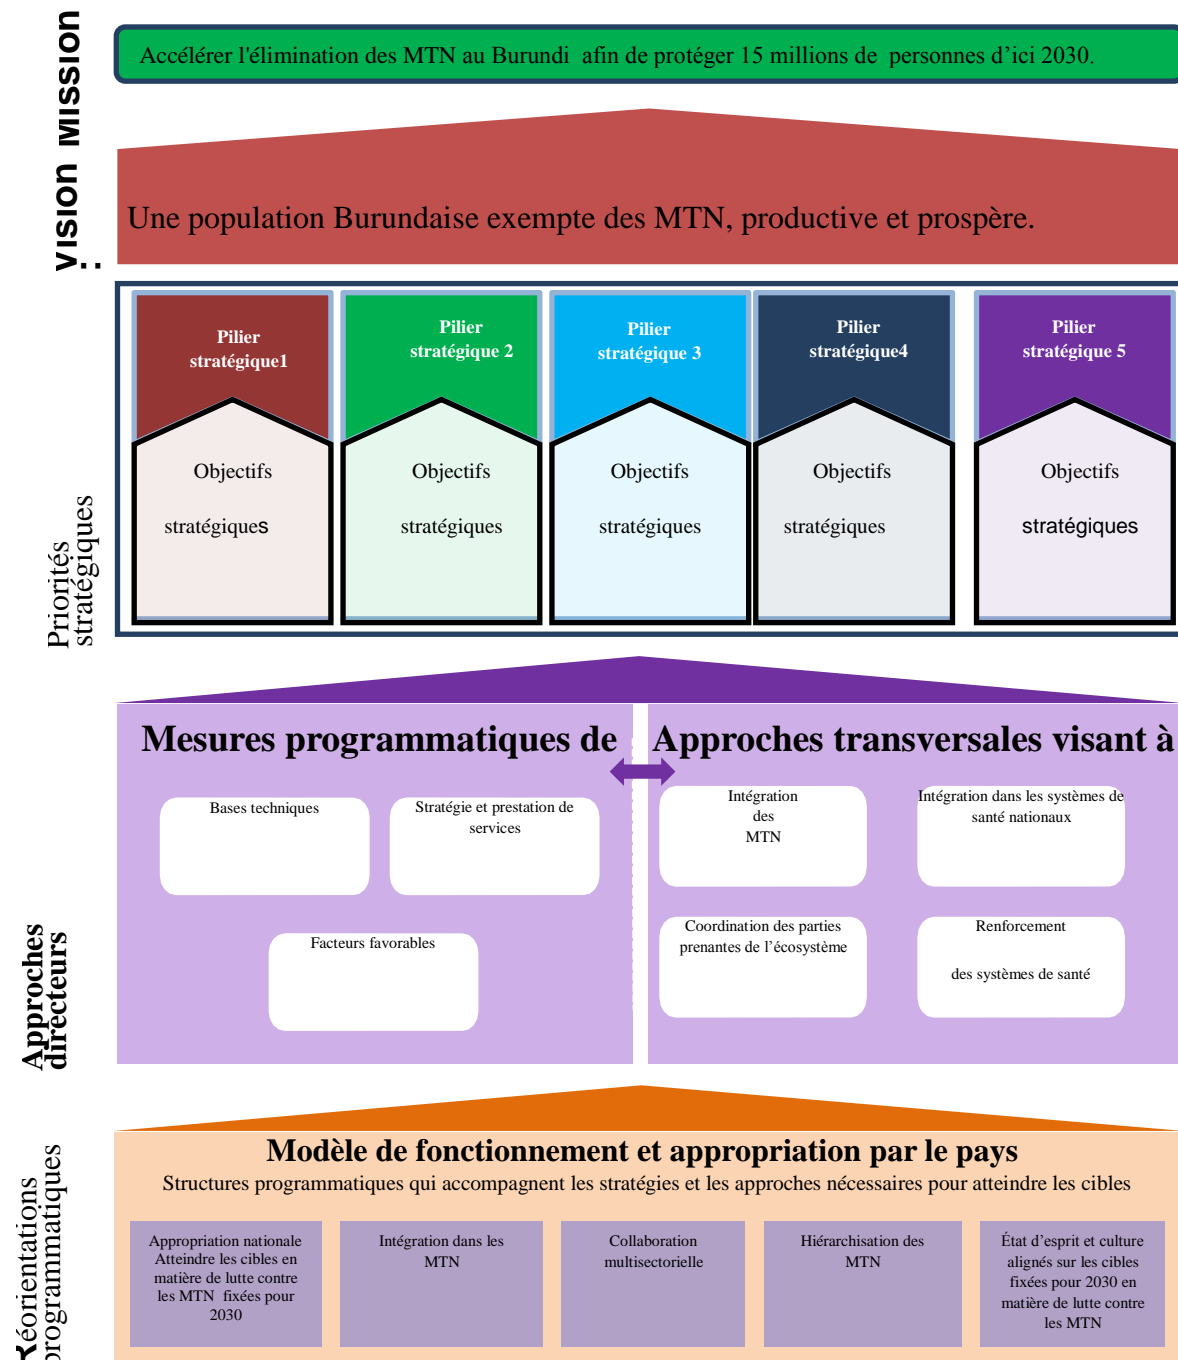 Mission
Accélérer l'élimination des MTN au Burundi afin de protéger 15 millions de personnes d'ici 2030.
Vision
:
Une population Burundaise exempte des MTN, productive et prospère.
Priorités
stratégiques
Pilier
stratégique1
Objectifs
stratégiques
Pilier
stratégique 2
Objectifs
stratégiques
Pilier
stratégique 3
Objectifs
stratégiques
Pilier
stratégique4
Objectifs
stratégiques
Pilier
stratégique 5
Objectifs
stratégiques
Approches
directeurs
Mesures programmatiques de
Bases techniques
Stratégie et prestation de
services
Facteurs favorables
Approches transversales visant à
Intégration
des
MTN
Intégration dans les systèmes de
santé nationaux
Coordination des parties
prenantes de l'écosystème
Renforcement
des systèmes de santé
Réorientations
programmatiques
Modèle de fonctionnement et appropriation par le pays
Structures programmatiques qui accompagnent les stratégies et les approches nécessaires pour atteindre les cibles
Appropriation nationale
Atteindre les cibles en
matière de lutte contre
les MTN fixées pour
2030
Intégration dans les
MTN
Collaboration
multisectorielle
Hiérarchisation des
MTN
État d'esprit et culture
alignés sur les cibles
fixées pour 2030 en
matière de lutte contre
les MTN